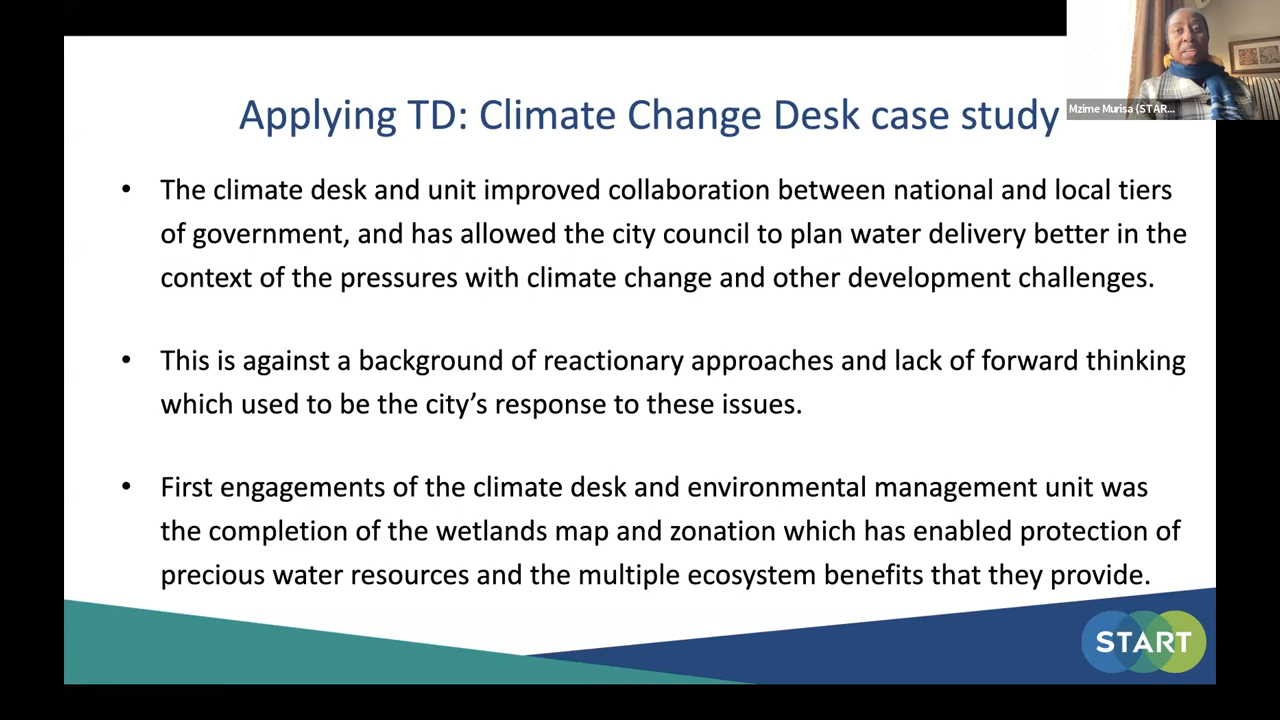 Applying TD: Climate Change Desk case study
Mzime Murisa (STAR...
• The climate desk and unit improved collaboration between national and local tiers
of government, and has allowed the city council to plan water delivery better in the
context of the pressures with climate change and other development challenges.
• This is against a background of reactionary approaches and lack of forward thinking
which used to be the city’s response to these issues.
• First engagements of the climate desk and environmental management unit was
the completion of the wetlands map and zonation which has enabled protection of
precious water resources and the multiple ecosystem benefits that they provide.
START